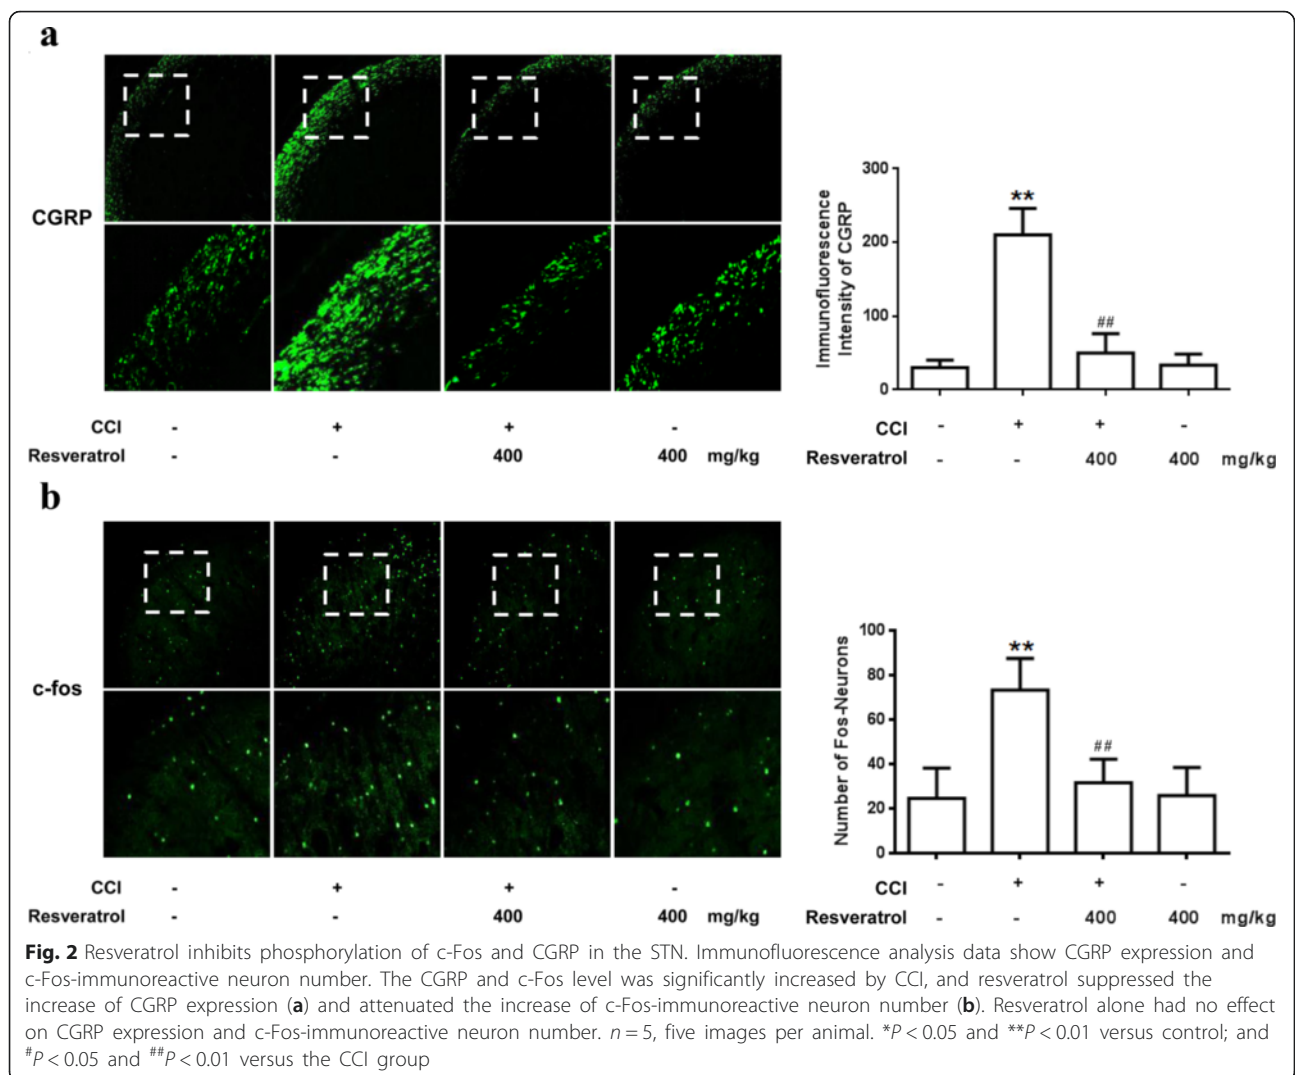 a
CGRP
CCI - + + -
Resveratrol - - 400 400 mg/kg
Immunofluorescence
Intensity of CGRP
300
200
100
0
**
##
CCI - + + -
Resveratrol - - 400 400 mg/kg
b
c-fos
CCI - + + -
Resveratrol - - 400 400 mg/kg
Number of Fos-Neurons
100
80
60
40
20
0
**
##
CCI - + + -
Resveratrol - - 400 400 mg/kg
Fig. 2 Resveratrol inhibits phosphorylation of c-Fos and CGRP in the STN. Immunofluorescence analysis data show CGRP expression and
c-Fos-immunoreactive neuron number. The CGRP and c-Fos level was significantly increased by CCI, and resveratrol suppressed the
increase of CGRP expression (a) and attenuated the increase of c-Fos-immunoreactive neuron number (b). Resveratrol alone had no effect
on CGRP expression and c-Fos-immunoreactive neuron number. n = 5, five images per animal. *P < 0.05 and **P < 0.01 versus control; and
#P < 0.05 and ##P < 0.01 versus the CCI group